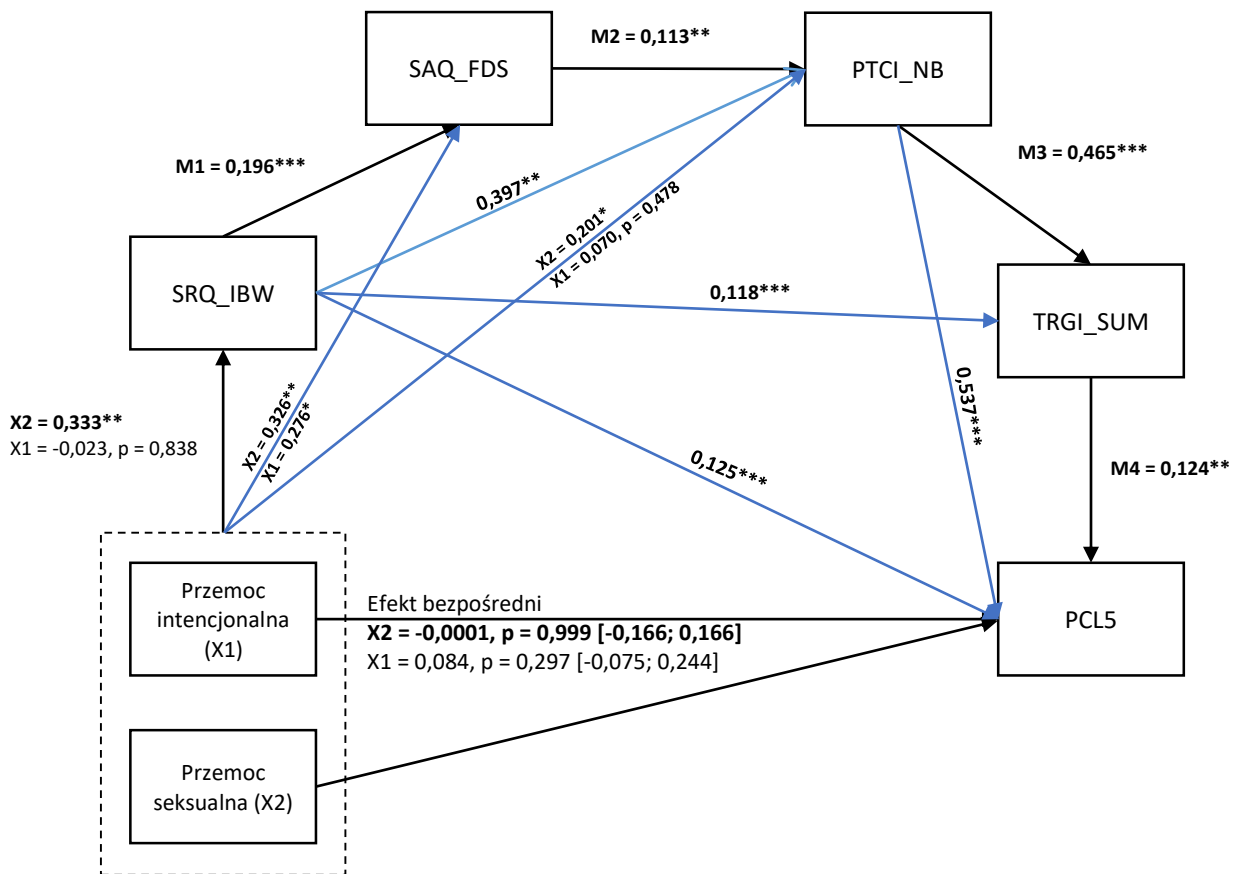 M2 = 0,113**
SAQ_FDS
PTCI_NB
M1 = 0,196***
M3 = 0,465***
0,397**
X2 = 0,201*
X1 = 0,070, p = 0,478
SRQ_IBW
0,118***
TRGI_SUM
X2 = 0,326**
X1 = 0,276*
0,537***
X2 = 0,333**
X1 = -0,023, p = 0,838
0,125***
M4 = 0,124**
Przemoc
intencjonalna
(X1)
Efekt bezpośredni
X2 = -0,0001, p = 0,999 [-0,166; 0,166]
X1 = 0,084, p = 0,297 [-0,075; 0,244]
PCL5
Przemoc
seksualna (X2)